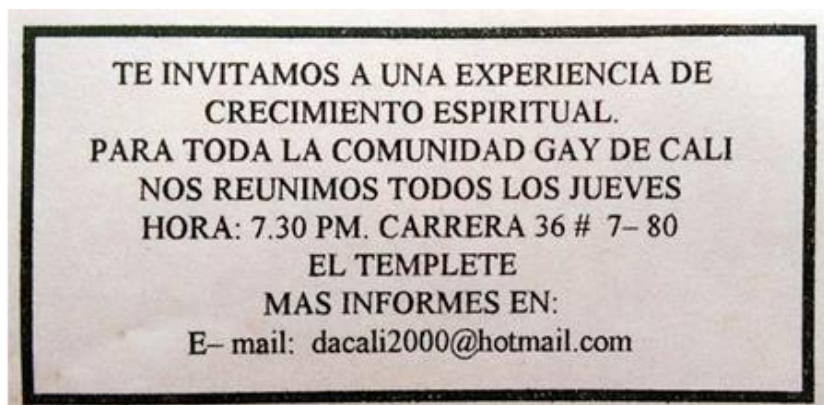 TE INVITAMOS A UNA EXPERIENCIA DE
CRECIMIENTO ESPIRITUAL.
PARA TODA LA COMUNIDAD GAY DE CALI
NOS REUNIMOS TODOS LOS JUEVES
HORA: 7.30 PM. CARRERA 36 # 7– 80
EL TEMPLETE
MAS INFORMES EN:
E– mail: dacali2000@hotmail.com